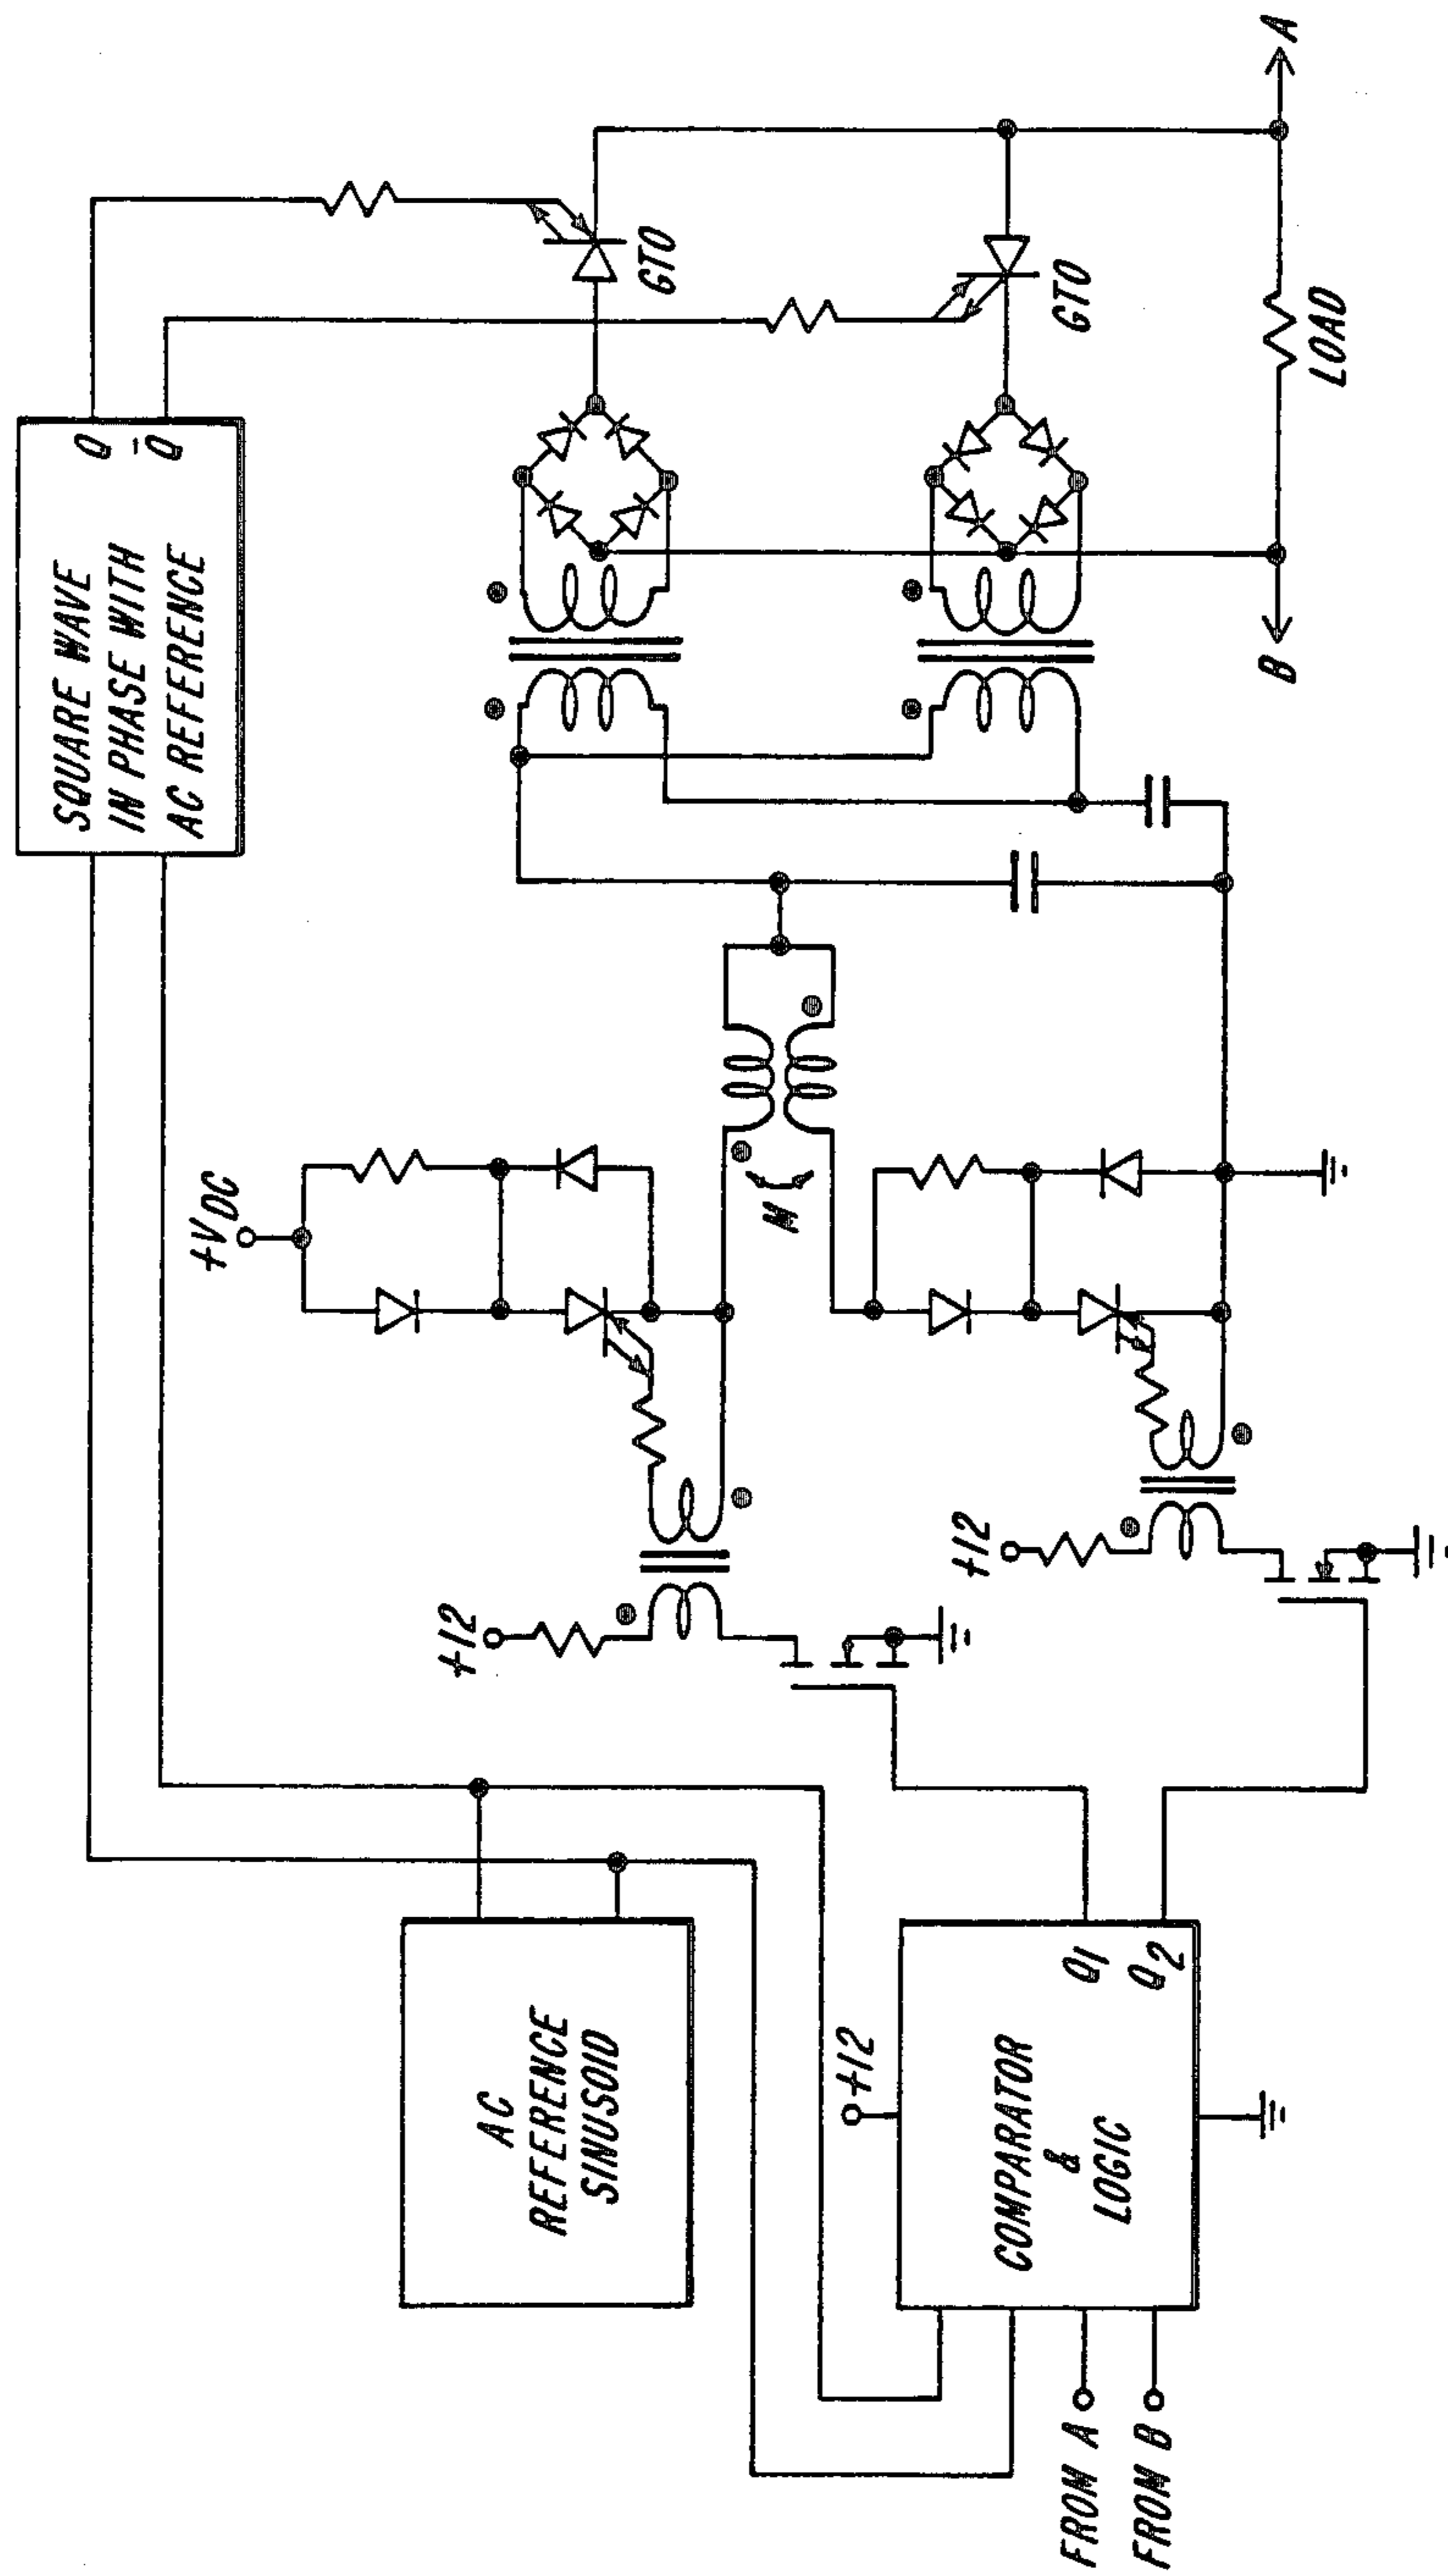 SQUARE WAVE
IN PHASE WITH
AC REFERENCE
Q
Q̅
GTO
GTO
A
LOAD
B
+VDC
M
+12
+12
AC
REFERENCE
SINUSOID
+12
COMPARATOR
&
LOGIC
Q1
Q2
FROM A
FROM B